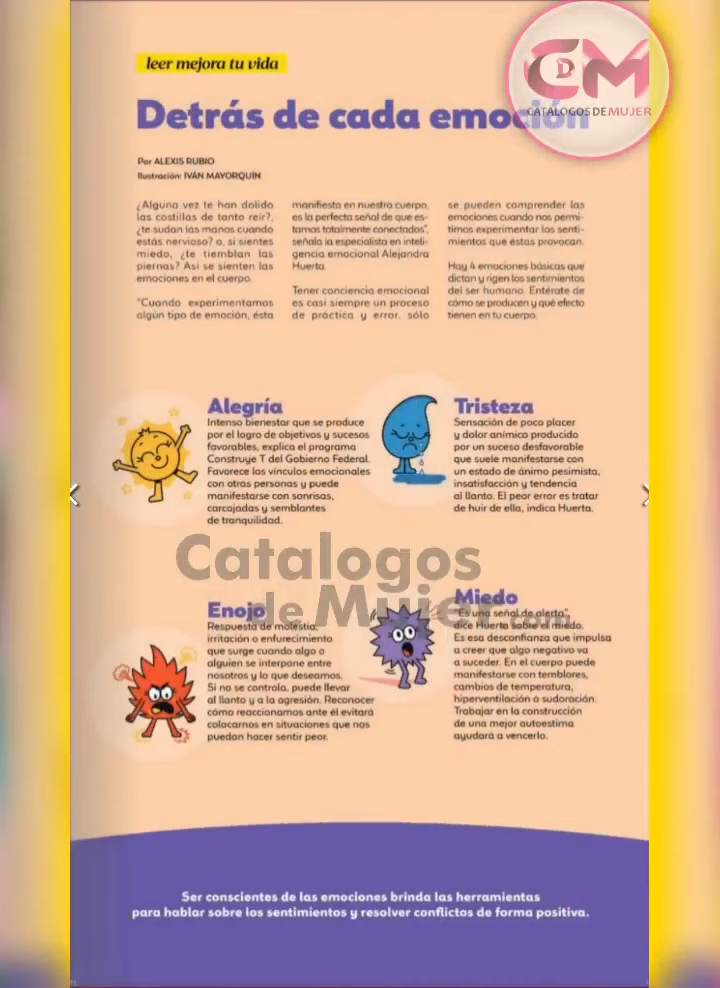 leer mejora tu vida
Detrás de cada emoción
CDM
CATÁLOGOS DE MUJER
Por ALEXIS RUBIO
Ilustración: IVÁN MAYORQUÍN
¿Alguna vez te han dolido
las costillas de tanto reír?,
¿te sudan las manos cuando
estás nervioso? o, si sientes
miedo, ¿te tiemblan las
piernas? Así se sienten las
emociones en el cuerpo.
"Cuando experimentamos
algún tipo de emoción, ésta
manifiesta en nuestro cuerpo,
es la perfecta señal de que es-
tamos totalmente conectados",
señala la especialista en inteli-
gencia emocional Alejandra
Huerta.
Tener conciencia emocional
es casi siempre un proceso
de práctica y error, sólo
se pueden comprender las
emociones cuando nos permi-
timos experimentar los senti-
mientos que éstas provocan.
Hay 4 emociones básicas que
dictan y rigen los sentimientos
del ser humano. Entérate de
cómo se producen y qué efecto
tienen en tu cuerpo.
Alegría
Intenso bienestar que se produce
por el logro de objetivos y sucesos
favorables, explica el programa
Construye T del Gobierno Federal.
Favorece los vínculos emocionales
con otras personas y puede
manifestarse con sonrisas,
carcajadas y semblantes
de tranquilidad.
Tristeza
Sensación de poco placer
y dolor anímico producido
por un suceso desfavorable
que suele manifestarse con
un estado de ánimo pesimista,
insatisfacción y tendencia
al llanto. El peor error es tratar
de huir de ella, indica Huerta.
Catalogos
de Mujer.com
Enojo
Respuesta de molestia,
irritación o enfurecimiento
que surge cuando algo o
alguien se interpone entre
nosotros y lo que deseamos.
Si no se controla, puede llevar
al llanto y a la agresión. Reconocer
cómo reaccionamos ante él evitará
colocarnos en situaciones que nos
puedan hacer sentir peor.
Miedo
"Es una señal de alerta",
dice Huerta sobre el miedo.
Es esa desconfianza que impulsa
a creer que algo negativo va
a suceder. En el cuerpo puede
manifestarse con temblores,
cambios de temperatura,
hiperventilación o sudoración.
Trabajar en la construcción
de una mejor autoestima
ayudará a vencerlo.
Ser conscientes de las emociones brinda las herramientas
para hablar sobre los sentimientos y resolver conflictos de forma positiva.